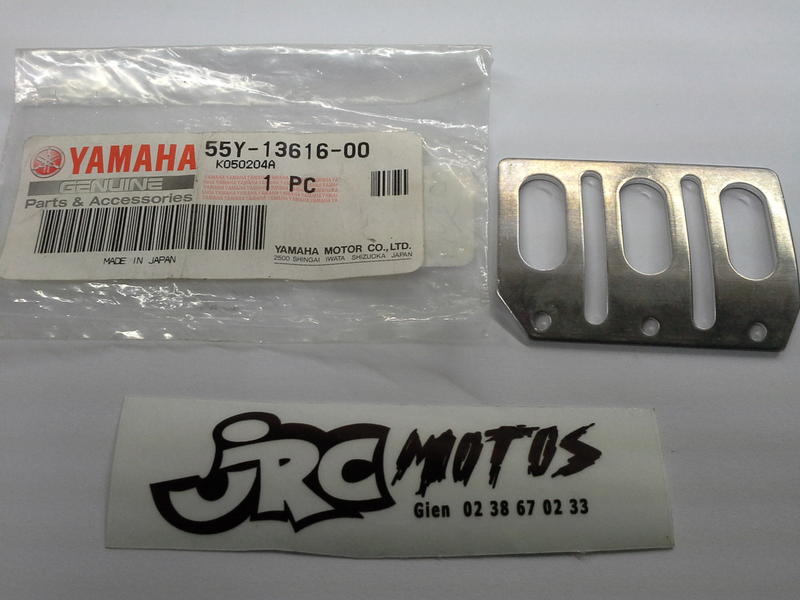 YAMAHA
GENUINE
Parts & Accessories
55Y-13616-00
K050204A
1 PC
MADE IN JAPAN
YAMAHA MOTOR CO., LTD.
2500 SHINGAI IWATA SHIZUOKA JAPAN
JRC MOTOS
Gien 02 38 67 02 33